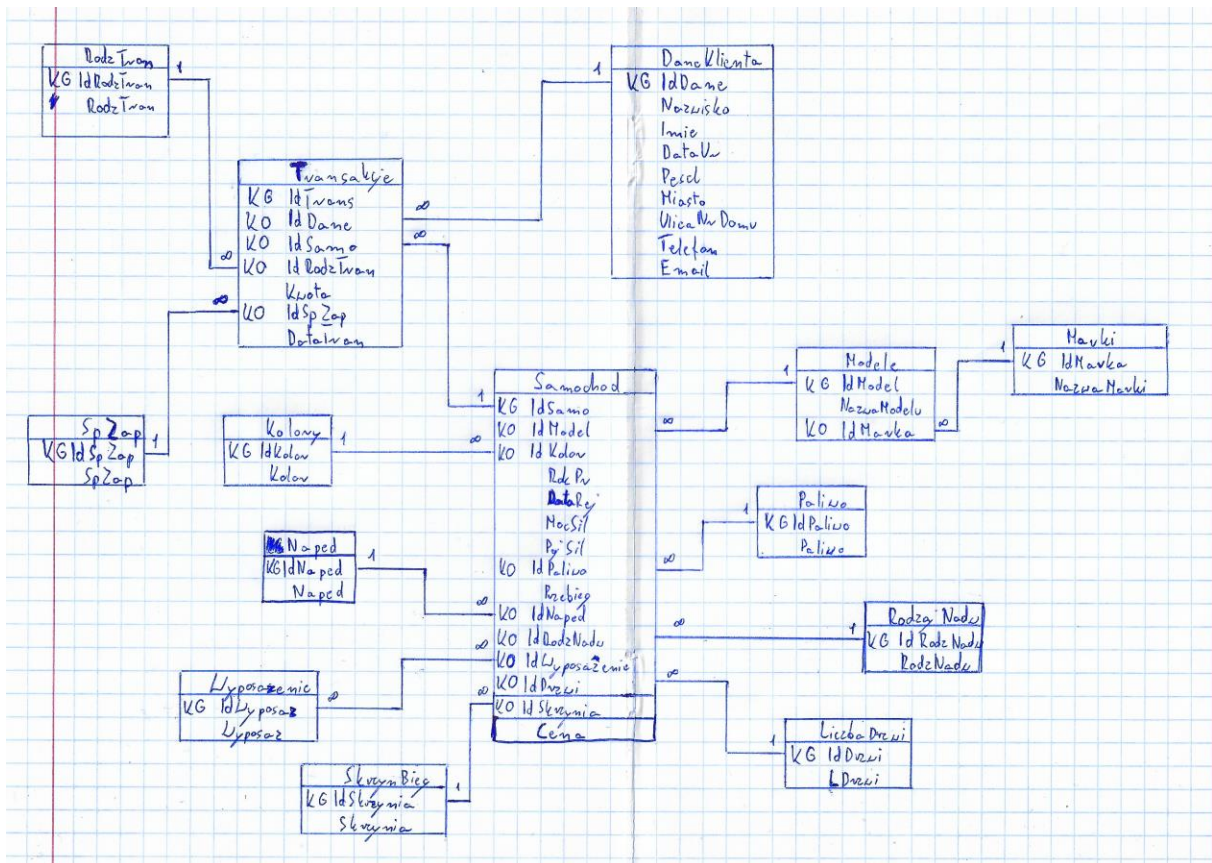 RodzTran
1
KG IdRodzTran
RodzTran
DaneKlienta
1
KG IdDane
Nazwisko
Imie
DataUr
Pesel
Miasto
UlicaNrDomu
Telefon
Email
Transakcje
KG IdTrans
KO IdDane ∞
KO IdSamo ∞
∞ KO IdRodzTran
Kwota
∞ KO IdSpZap
DataTran
SpZap
KG IdSpZap 1
SpZap
Kolory
KG IdKolor 1
Kolor
Samochod
1 KG IdSamo
KO IdModel ∞
∞ KO IdKolor
RokPr
DataRej
MocSil
PojSil
KO IdPaliwo ∞
Przebieg
∞ KO IdNaped
KO IdRodzNadw ∞
∞ KO IdWyposażenie
KO IdDrzwi ∞
∞ KO IdSkrzynia
Cena
Modele
1
KG IdModel
NazwaModelu
KO IdMarka ∞
Marki
1
KG IdMarka
NazwaMarki
Paliwo
1 KG IdPaliwo
Paliwo
Naped
1
KG IdNaped
Naped
Rodzaj Nadw
1 KG IdRodzNadw
RodzNadw
Wyposażenie
KG IdWyposaż ∞
Wyposaz
LiczbaDrzwi
1
KG IdDrzwi
LDrzwi
SkrzynBieg
1
KG IdSkrzynia
Skrzynia